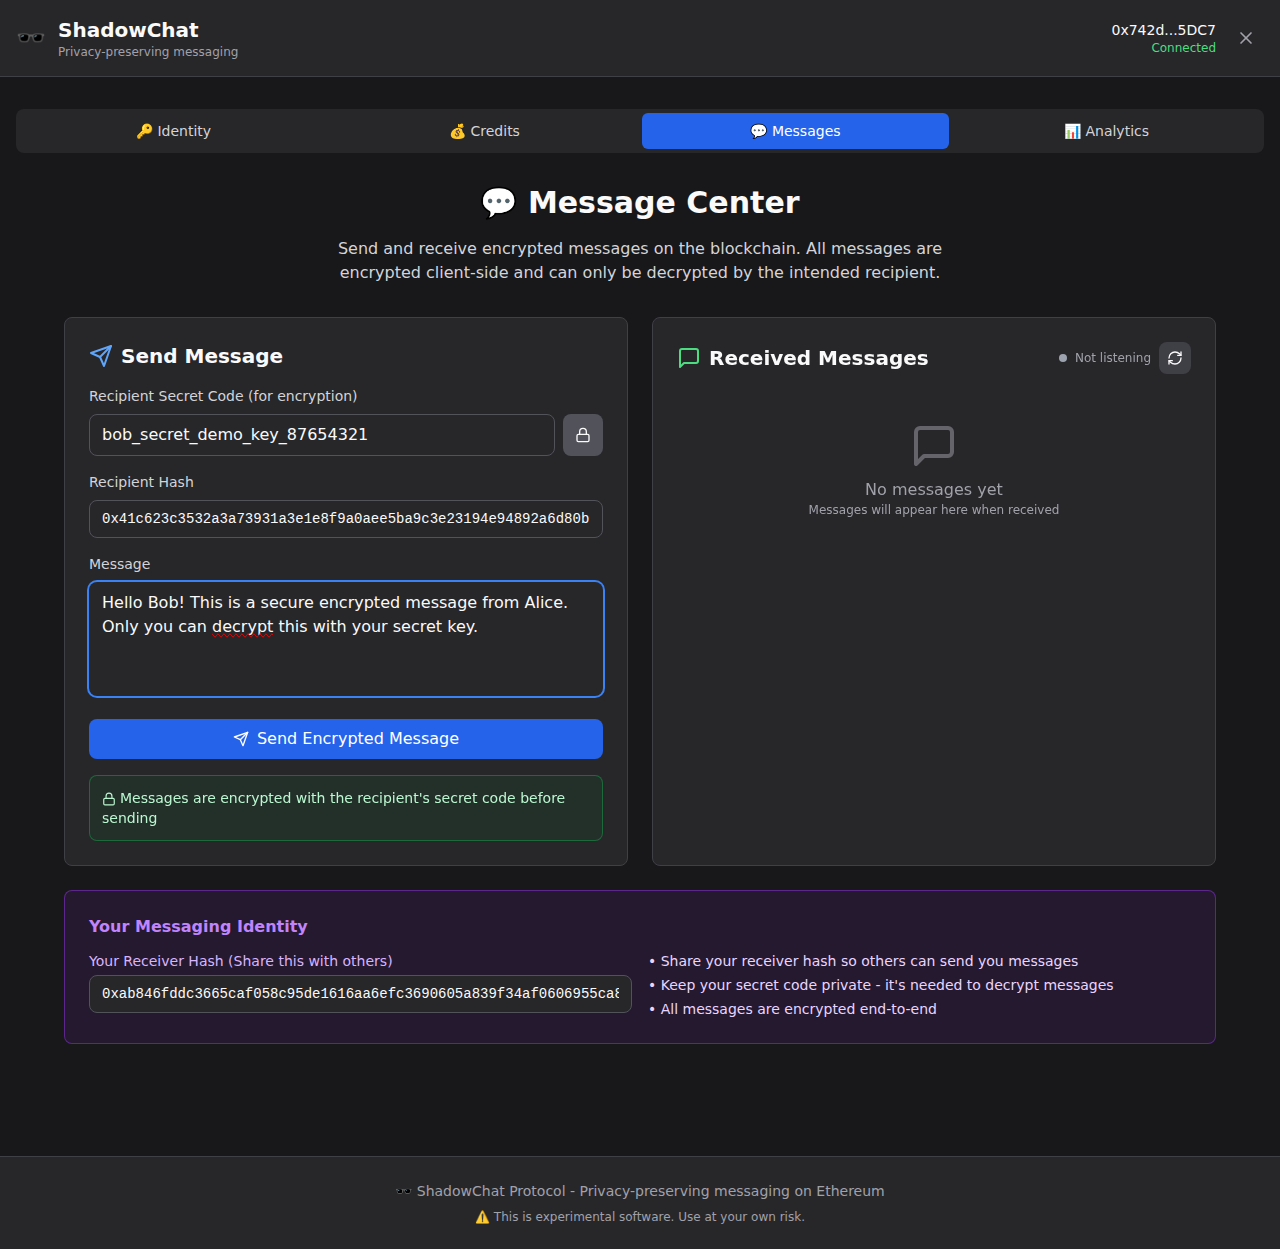 ShadowChat
Privacy-preserving messaging
0x742d...5DC7
Connected
🔑 Identity
💰 Credits
💬 Messages
📊 Analytics
💬 Message Center
Send and receive encrypted messages on the blockchain. All messages are
encrypted client-side and can only be decrypted by the intended recipient.
Send Message
Recipient Secret Code (for encryption)
bob_secret_demo_key_87654321
Recipient Hash
0x41c623c3532a3a73931a3e1e8f9a0aee5ba9c3e23194e94892a6d80b
Message
Hello Bob! This is a secure encrypted message from Alice.
Only you can decrypt this with your secret key.
Send Encrypted Message
Messages are encrypted with the recipient's secret code before
sending
Received Messages
Not listening
No messages yet
Messages will appear here when received
Your Messaging Identity
Your Receiver Hash (Share this with others)
0xab846fddc3665caf058c95de1616aa6efc3690605a839f34af0606955ca8
• Share your receiver hash so others can send you messages
• Keep your secret code private - it's needed to decrypt messages
• All messages are encrypted end-to-end
🕶️ ShadowChat Protocol - Privacy-preserving messaging on Ethereum
⚠️ This is experimental software. Use at your own risk.